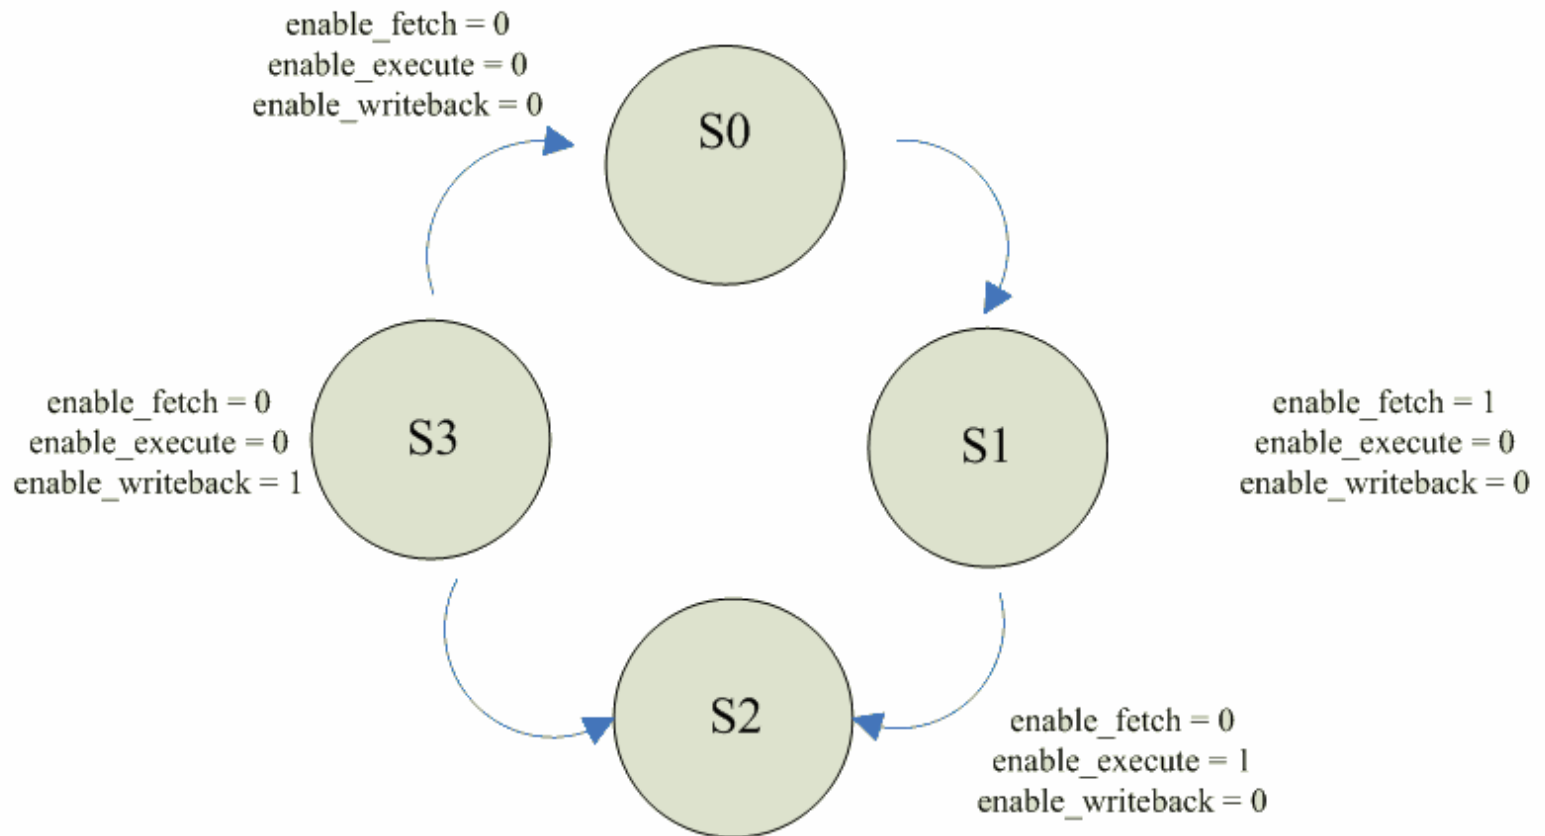 enable_fetch = 0
enable_execute = 0
enable_writeback = 0
S0
enable_fetch = 0
enable_execute = 0
enable_writeback = 1
S3
S1
enable_fetch = 1
enable_execute = 0
enable_writeback = 0
S2
enable_fetch = 0
enable_execute = 1
enable_writeback = 0